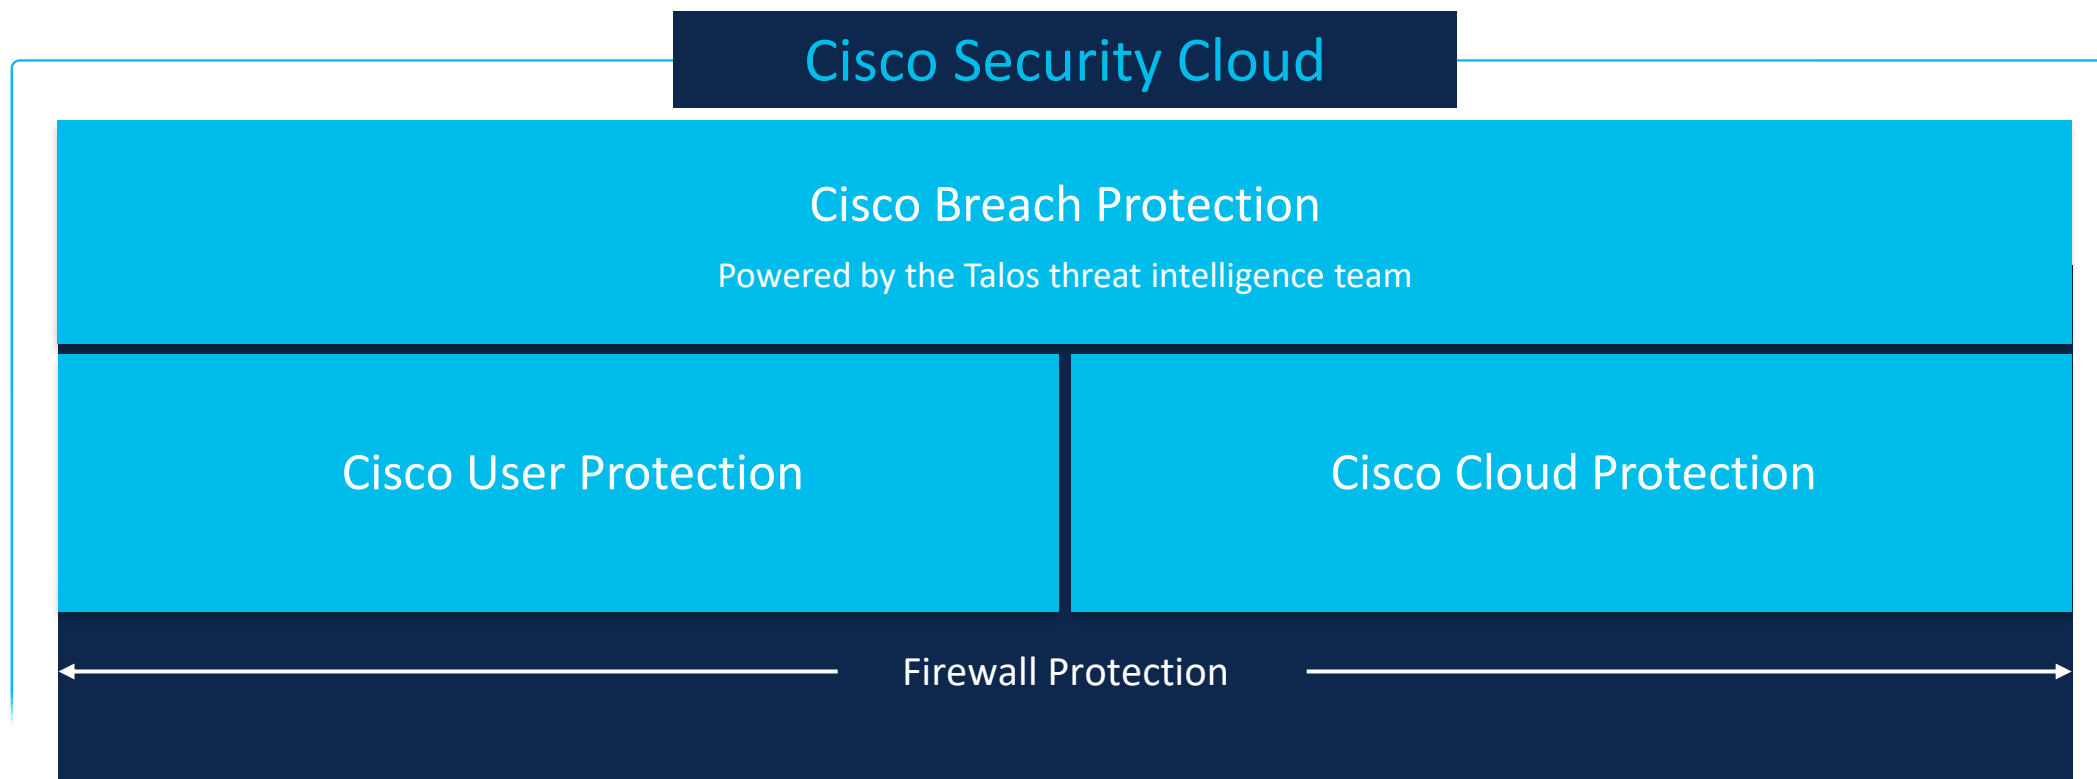 Cisco Security Cloud
Cisco Breach Protection
Powered by the Talos threat intelligence team
Cisco User Protection
Cisco Cloud Protection
Firewall Protection